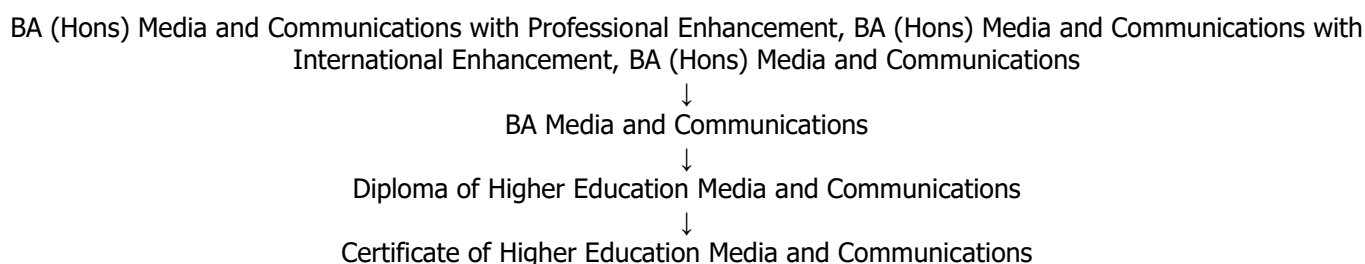 BA (Hons) Media and Communications with Professional Enhancement, BA (Hons) Media and Communications with
International Enhancement, BA (Hons) Media and Communications
↓
BA Media and Communications
↓
Diploma of Higher Education Media and Communications
↓
Certificate of Higher Education Media and Communications